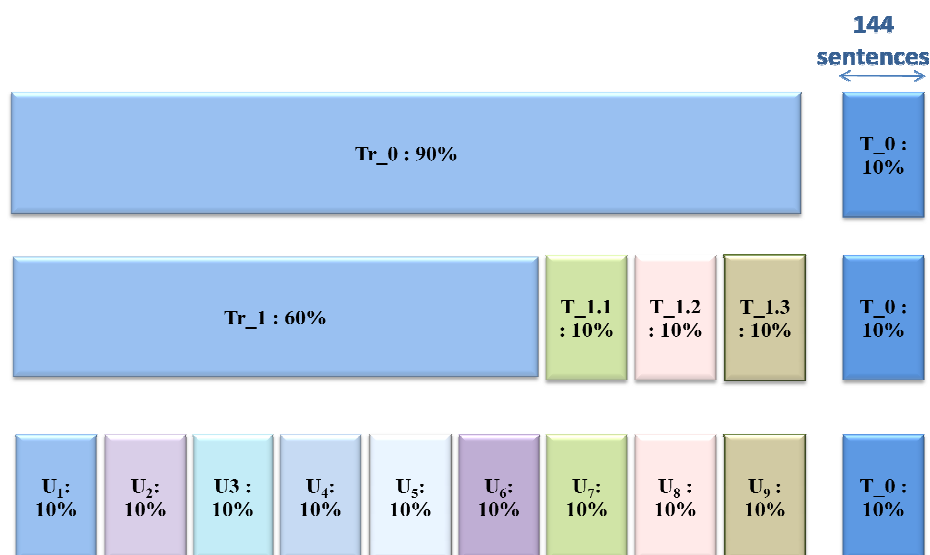 144
sentences
Tr_0 : 90%
T_0 :
10%
Tr_1 : 60%
T_1.1
: 10%
T_1.2
: 10%
T_1.3
: 10%
T_0 :
10%
U₁:
10%
U₂:
10%
U3 :
10%
U₄:
10%
U₅:
10%
U₆:
10%
U₇:
10%
U₈ :
10%
U₉ :
10%
T_0 :
10%